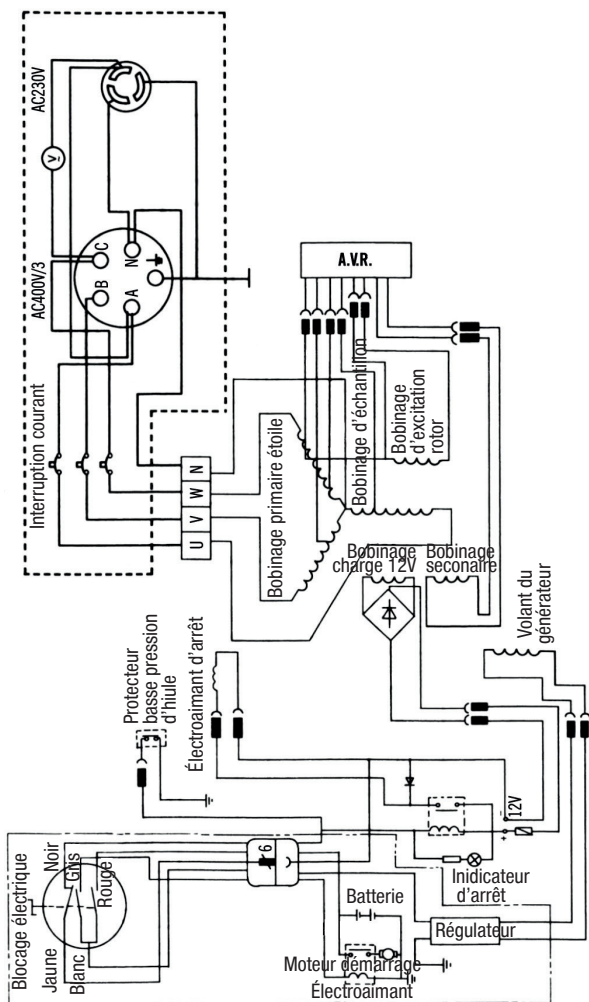 Interruption courant
AC400V/3
AC230V
V
A
B
C
N
U
V
W
N
Bobinage primaire étoile
Bobinage d'échantillon
A.V.R.
Bobinage
d'excitation
rotor
Bobinage
charge 12V
Bobinage
seconaire
Volant du
générateur
Protecteur
basse pression
d'hiule
Électroaimant d'arrêt
Blocage électrique
Noir
Gris
Rouge
Jaune
Blanc
6
+
-
12V
Inidicateur
d'arrêt
Batterie
Régulateur
Moteur démarrage
Électroaimant